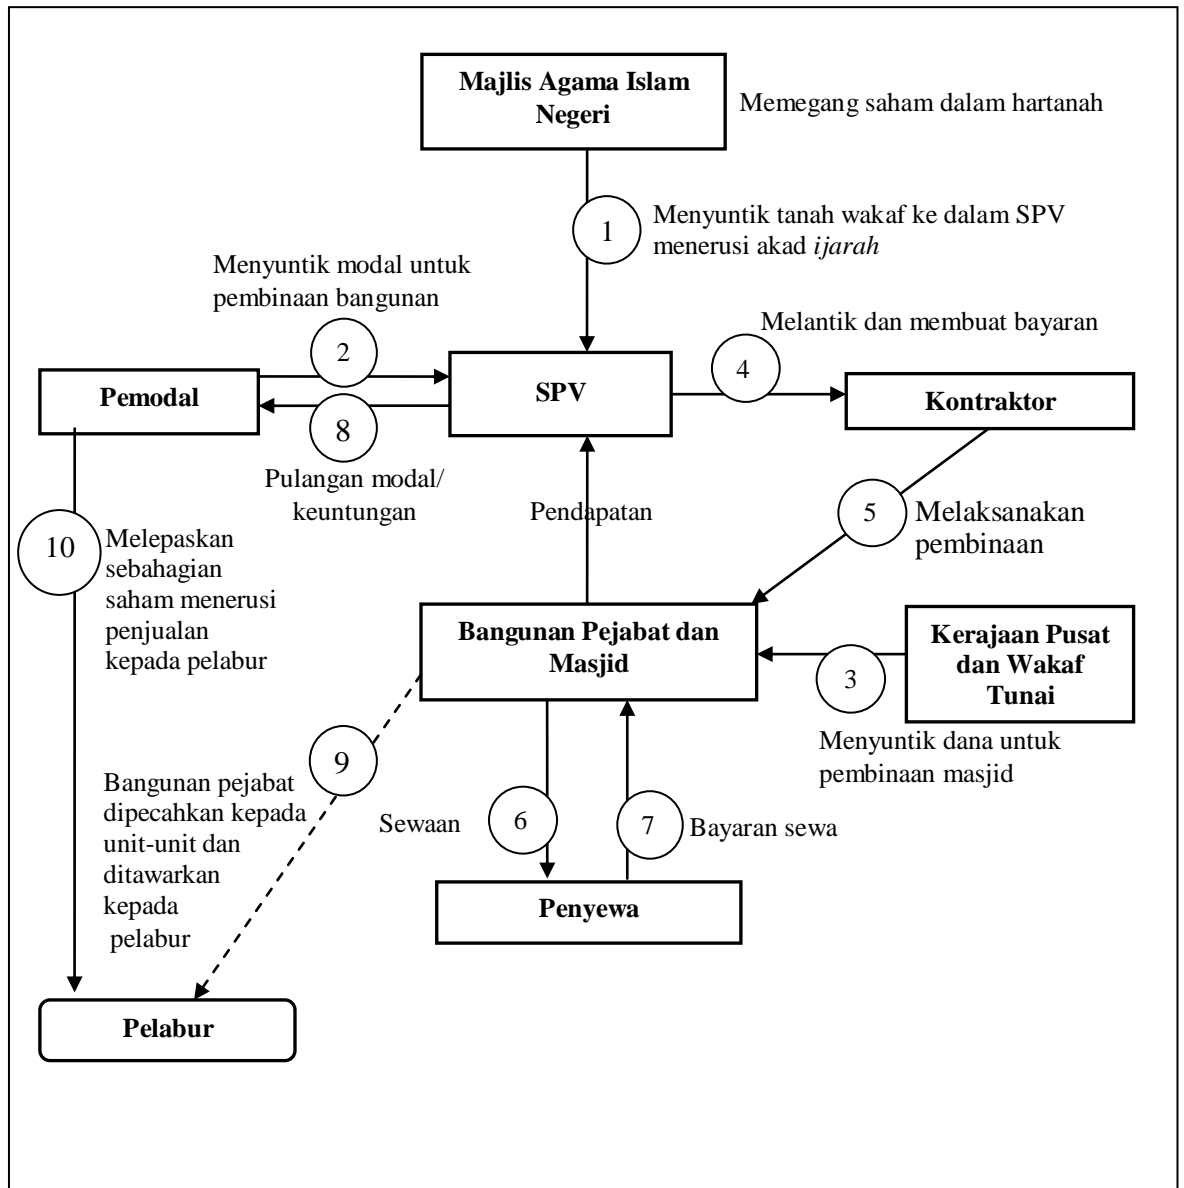 Majlis Agama Islam
Negeri
Memegang saham dalam hartanah
1
Menyuntik tanah wakaf ke dalam SPV
menerusi akad ijarah
Menyuntik modal untuk
pembinaan bangunan
Melantik dan membuat bayaran
2
4
Pemodal
SPV
Kontraktor
8
Pulangan modal/
keuntungan
Pendapatan
5
Melaksanakan
pembinaan
10
Melepaskan
sebahagian
saham menerusi
penjualan
kepada pelabur
Bangunan Pejabat dan
Masjid
Kerajaan Pusat
dan Wakaf
Tunai
3
Menyuntik dana untuk
pembinaan masjid
9
Bangunan pejabat
dipecahkan kepada
unit-unit dan
ditawarkan
kepada
pelabur
Sewaan
6
7
Bayaran sewa
Penyewa
Pelabur